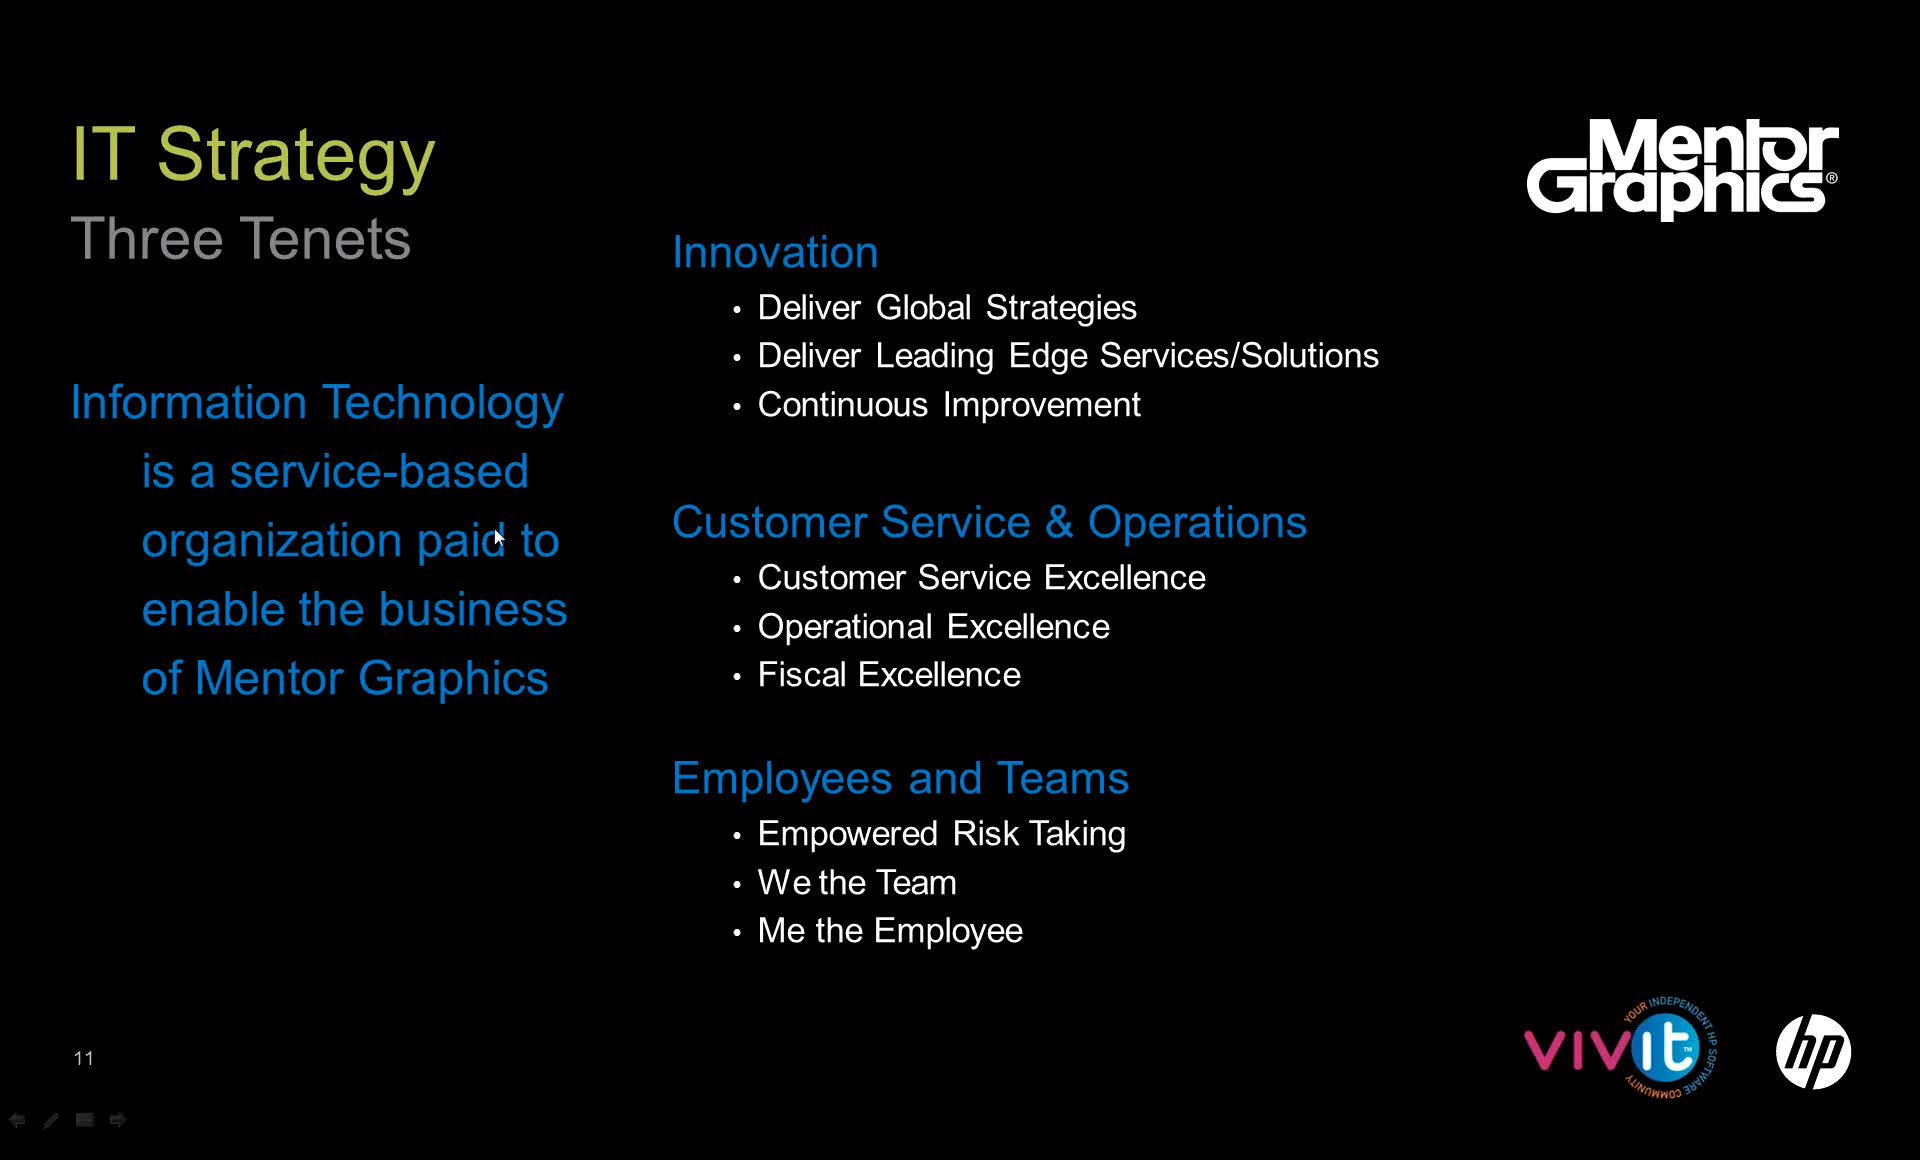 IT Strategy
Three Tenets
Information Technology
is a service-based
organization paid to
enable the business
of Mentor Graphics
Mentor
Graphics®
Innovation
• Deliver Global Strategies
• Deliver Leading Edge Services/Solutions
• Continuous Improvement
Customer Service & Operations
• Customer Service Excellence
• Operational Excellence
• Fiscal Excellence
Employees and Teams
• Empowered Risk Taking
• We the Team
• Me the Employee
11
VIVit™
YOUR INDEPENDENT HP SOFTWARE COMMUNITY
hp